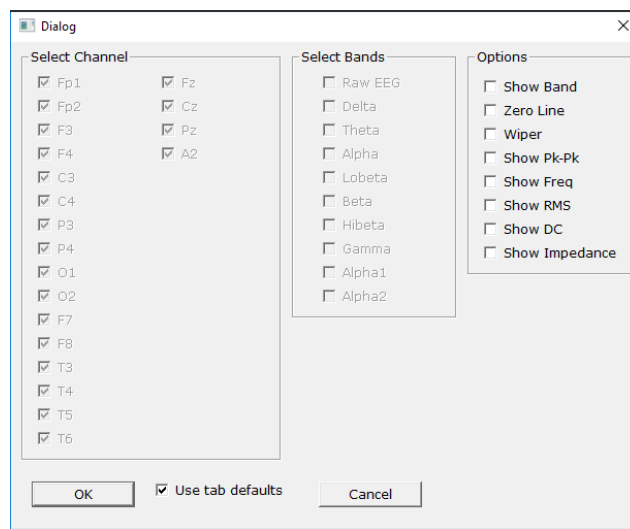 Dialog
Select Channel
Fp1
Fp2
F3
F4
C3
C4
P3
P4
O1
O2
F7
F8
T3
T4
T5
T6
Fz
Cz
Pz
A2
Select Bands
Raw EEG
Delta
Theta
Alpha
Lobeta
Beta
Hibeta
Gamma
Alpha1
Alpha2
Options
Show Band
Zero Line
Wiper
Show Pk-Pk
Show Freq
Show RMS
Show DC
Show Impedance
OK
Use tab defaults
Cancel